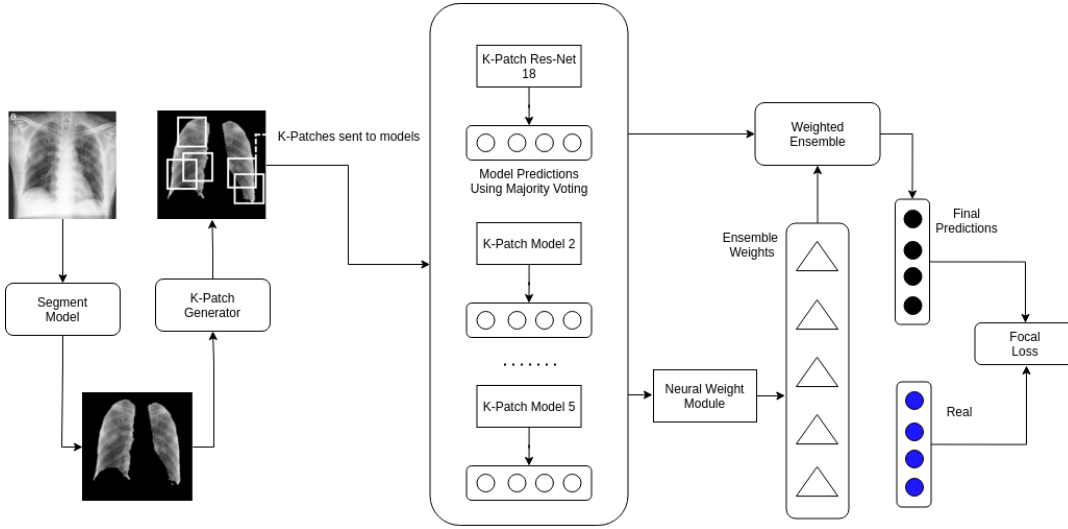 K-Patch Res-Net
18
Model Predictions
Using Majority Voting
K-Patch Model 2
.......
K-Patch Model 5
K-Patches sent to models
Segment
Model
K-Patch
Generator
Neural Weight
Module
Ensemble
Weights
Weighted
Ensemble
Final
Predictions
Focal
Loss
Real